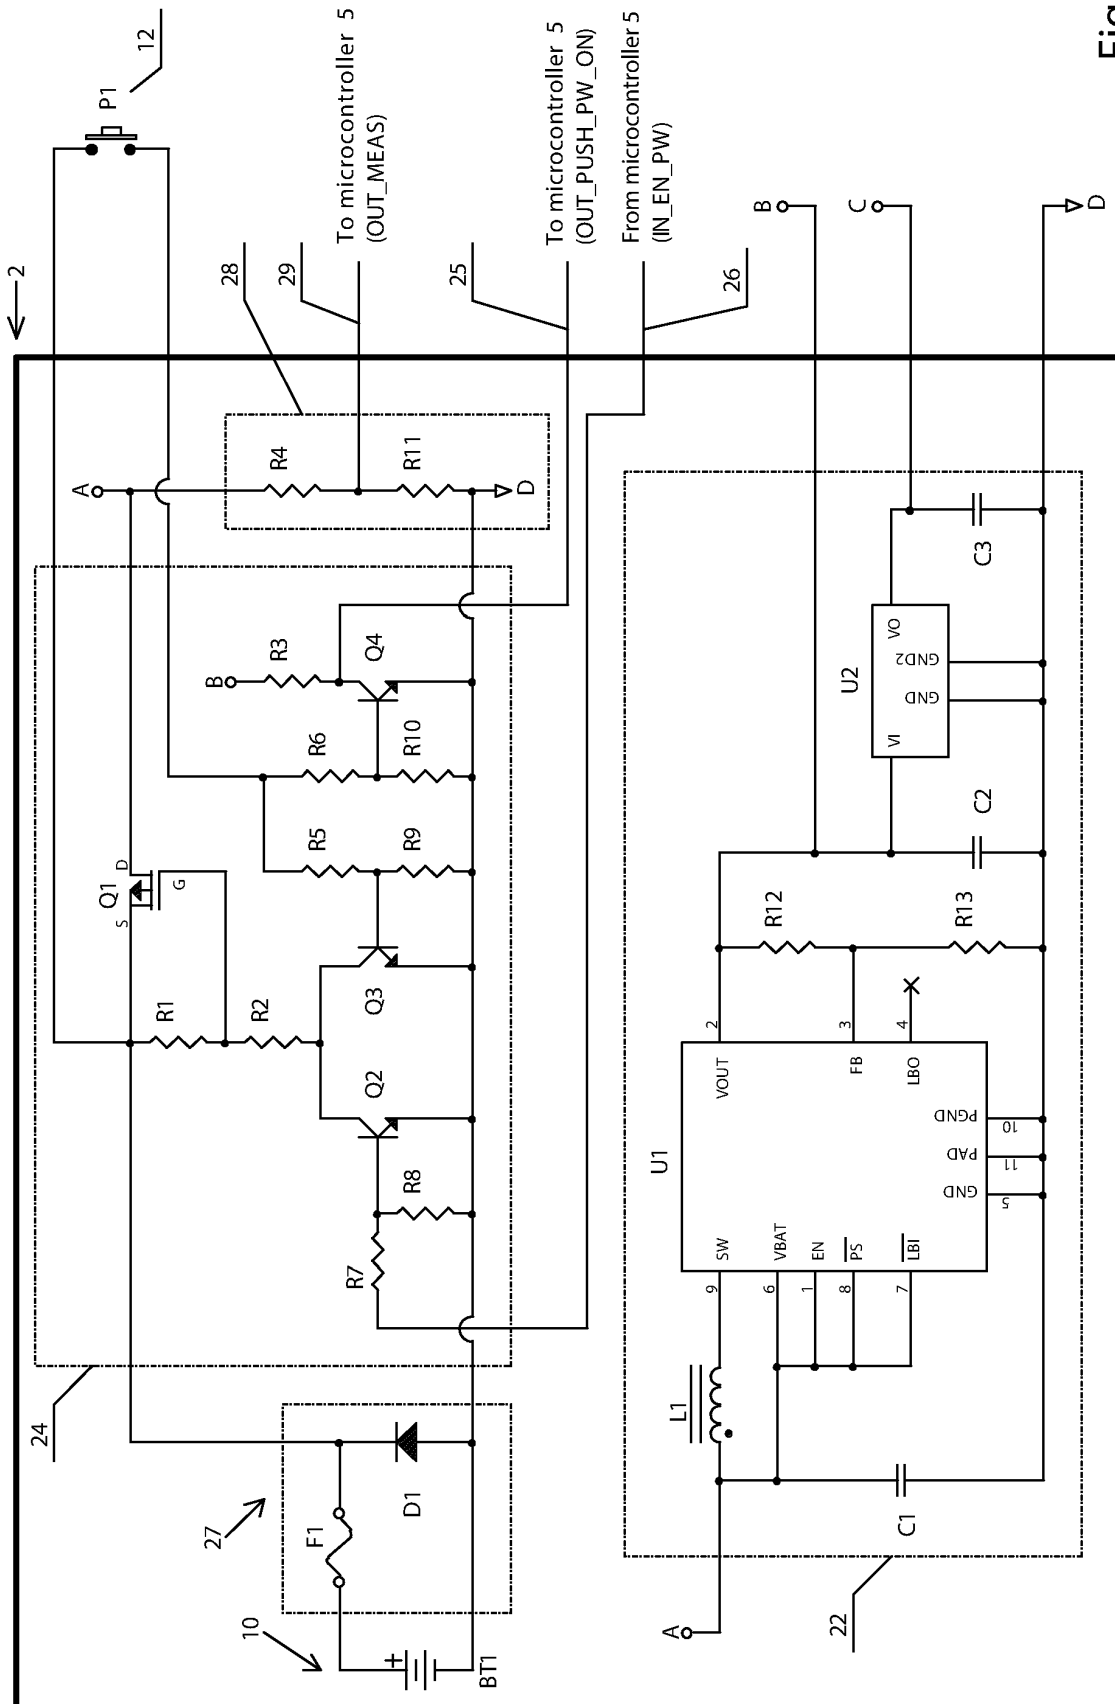 2
12
P1
To microcontroller 5
(OUT_MEAS)
To microcontroller 5
(OUT_PUSH_PW_ON)
From microcontroller 5
(IN_EN_PW)
28
29
25
26
24
27
10
22
A
R4
R11
D
B
R3
Q4
R6
R10
R5
R9
Q1
S
D
G
R1
R2
Q3
Q2
R7
R8
F1
D1
+
BT1
A
L1
C1
U1
SW
VBAT
EN
PS
LBI
9
6
1
8
7
VOUT
FB
LBO
2
3
4
GND
PAD
PGND
5
11
10
R12
R13
C2
U2
VI
VO
GND
GND2
C3
B
C
D
Fig